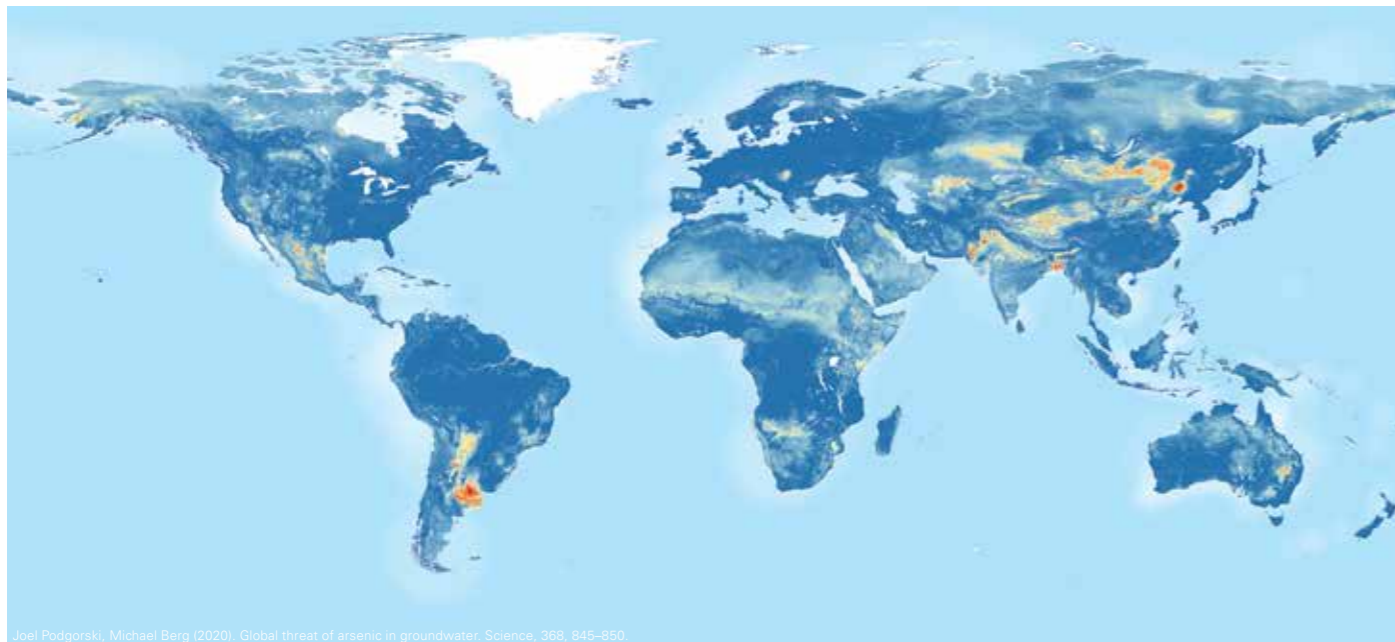 Joel Podgorski, Michael Berg (2020). Global threat of arsenic in groundwater. Science, 368, 845–850.